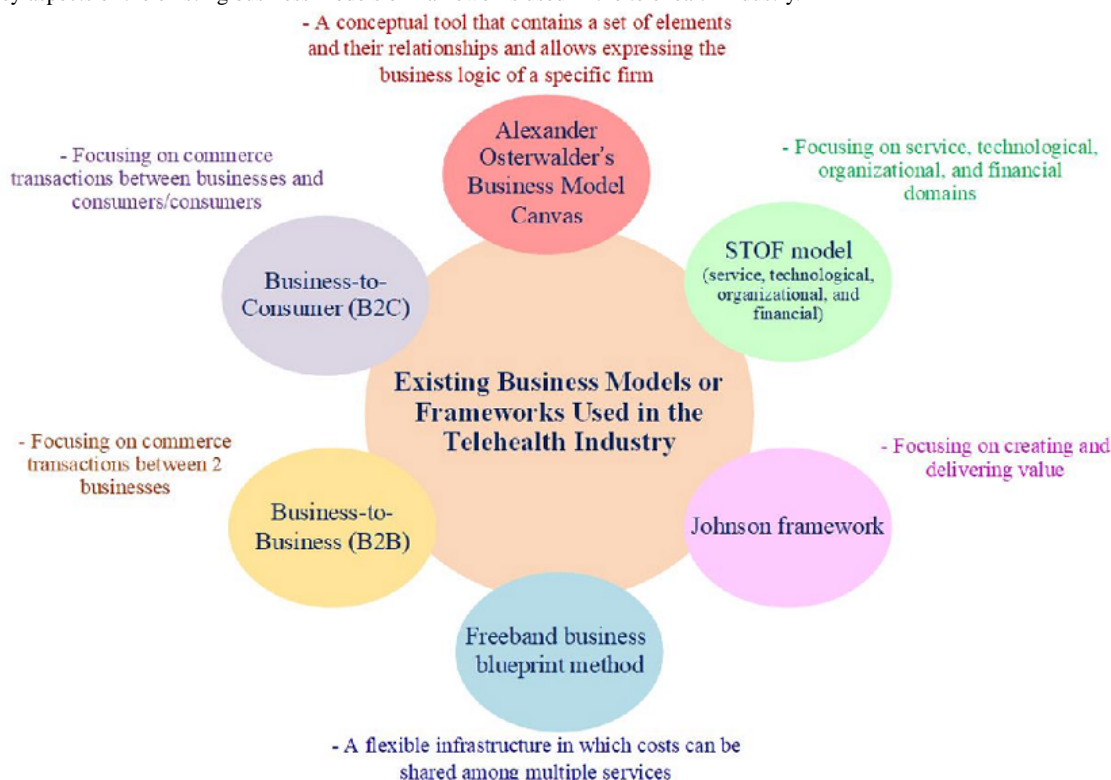 - A conceptual tool that contains a set of elements
and their relationships and allows expressing the
business logic of a specific firm
Alexander
Osterwalder's
Business Model
Canvas
- Focusing on commerce
transactions between businesses and
consumers/consumers
- Focusing on service, technological,
organizational, and financial
domains
Business-to-
Consumer (B2C)
STOF model
(service, technological,
organizational, and
financial)
Existing Business Models or
Frameworks Used in the
Telehealth Industry
- Focusing on commerce
transactions between 2
businesses
- Focusing on creating and
delivering value
Business-to-
Business (B2B)
Johnson framework
Freeband business
blueprint method
- A flexible infrastructure in which costs can be
shared among multiple services